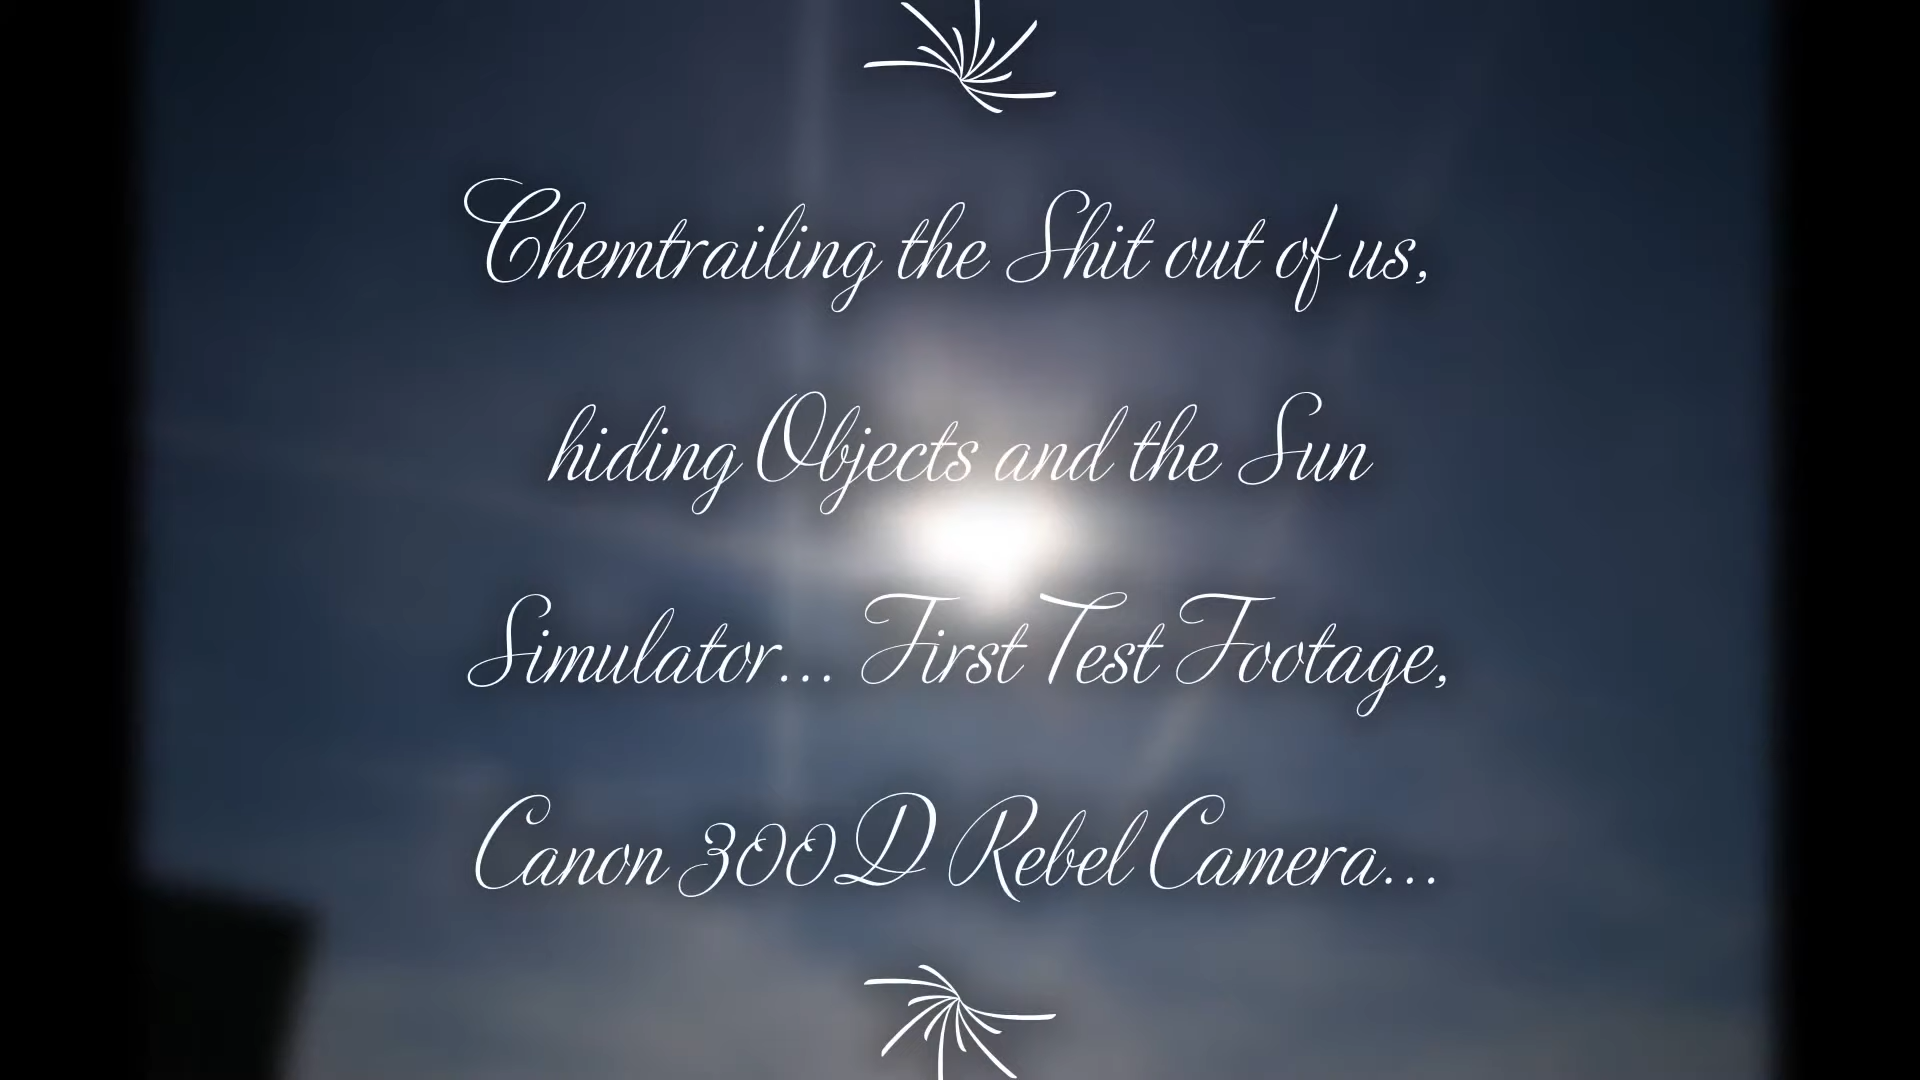 Chemtrailing the Shit out of us,
hiding Objects and the Sun
Simulator... First Test Footage,
Canon 300D Rebel Camera...